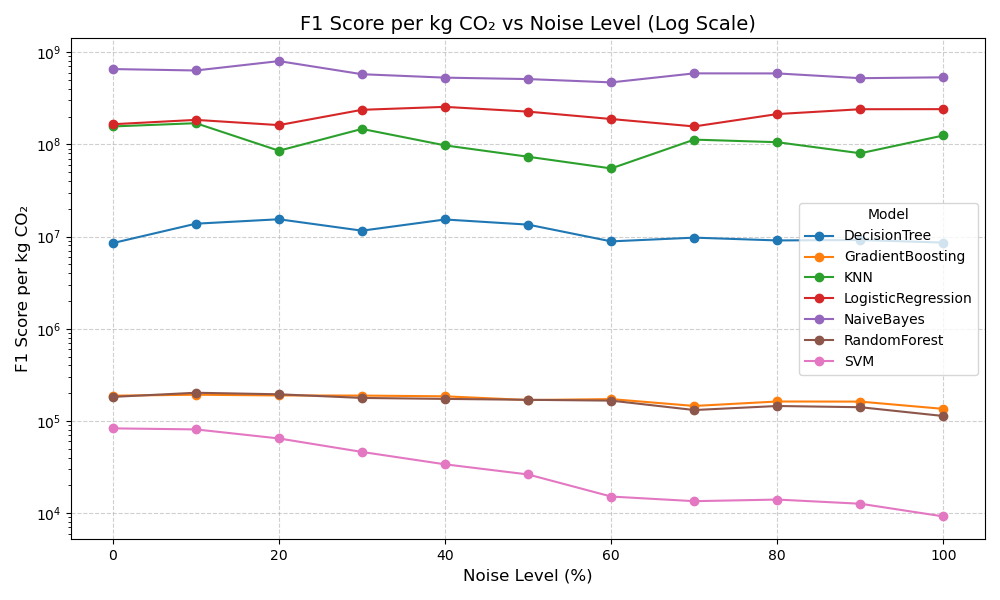 F1 Score per kg CO₂ vs Noise Level (Log Scale)
F1 Score per kg CO₂
10⁹
10⁸
10⁷
10⁶
10⁵
10⁴
Model
DecisionTree
GradientBoosting
KNN
LogisticRegression
NaiveBayes
RandomForest
SVM
0 20 40 60 80 100
Noise Level (%)